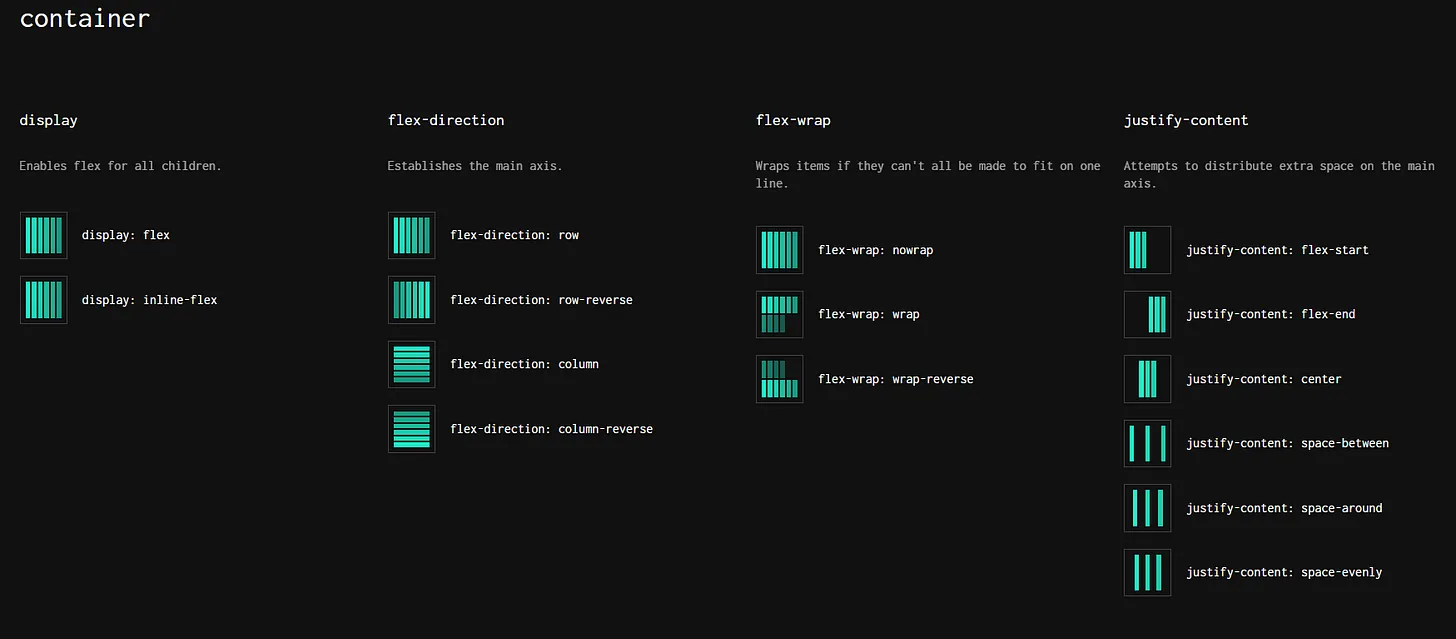 container
display
Enables flex for all children.
display: flex
display: inline-flex
flex-direction
Establishes the main axis.
flex-direction: row
flex-direction: row-reverse
flex-direction: column
flex-direction: column-reverse
flex-wrap
Wraps items if they can't all be made to fit on one
line.
flex-wrap: nowrap
flex-wrap: wrap
flex-wrap: wrap-reverse
justify-content
Attempts to distribute extra space on the main
axis.
justify-content: flex-start
justify-content: flex-end
justify-content: center
justify-content: space-between
justify-content: space-around
justify-content: space-evenly